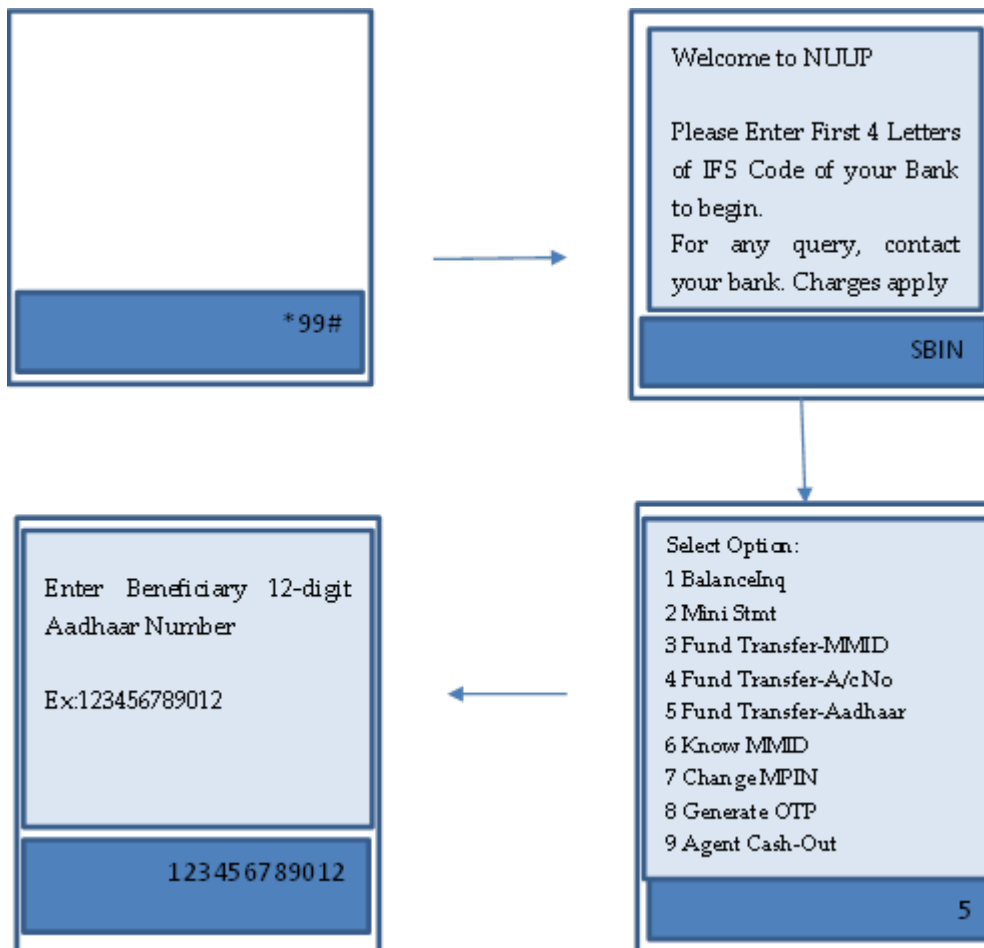 *99#
Welcome to NUUP
Please Enter First 4 Letters
of IFS Code of your Bank
to begin.
For any query, contact
your bank. Charges apply
SBIN
Select Option:
1 BalanceInq
2 Mini Stmt
3 Fund Transfer-MMID
4 Fund Transfer-A/cNo
5 Fund Transfer-Aadhaar
6 Know MMID
7 Change MPIN
8 Generate OTP
9 Agent Cash-Out
5
Enter Beneficiary 12-digit
Aadhaar Number
Ex:123456789012
123456789012